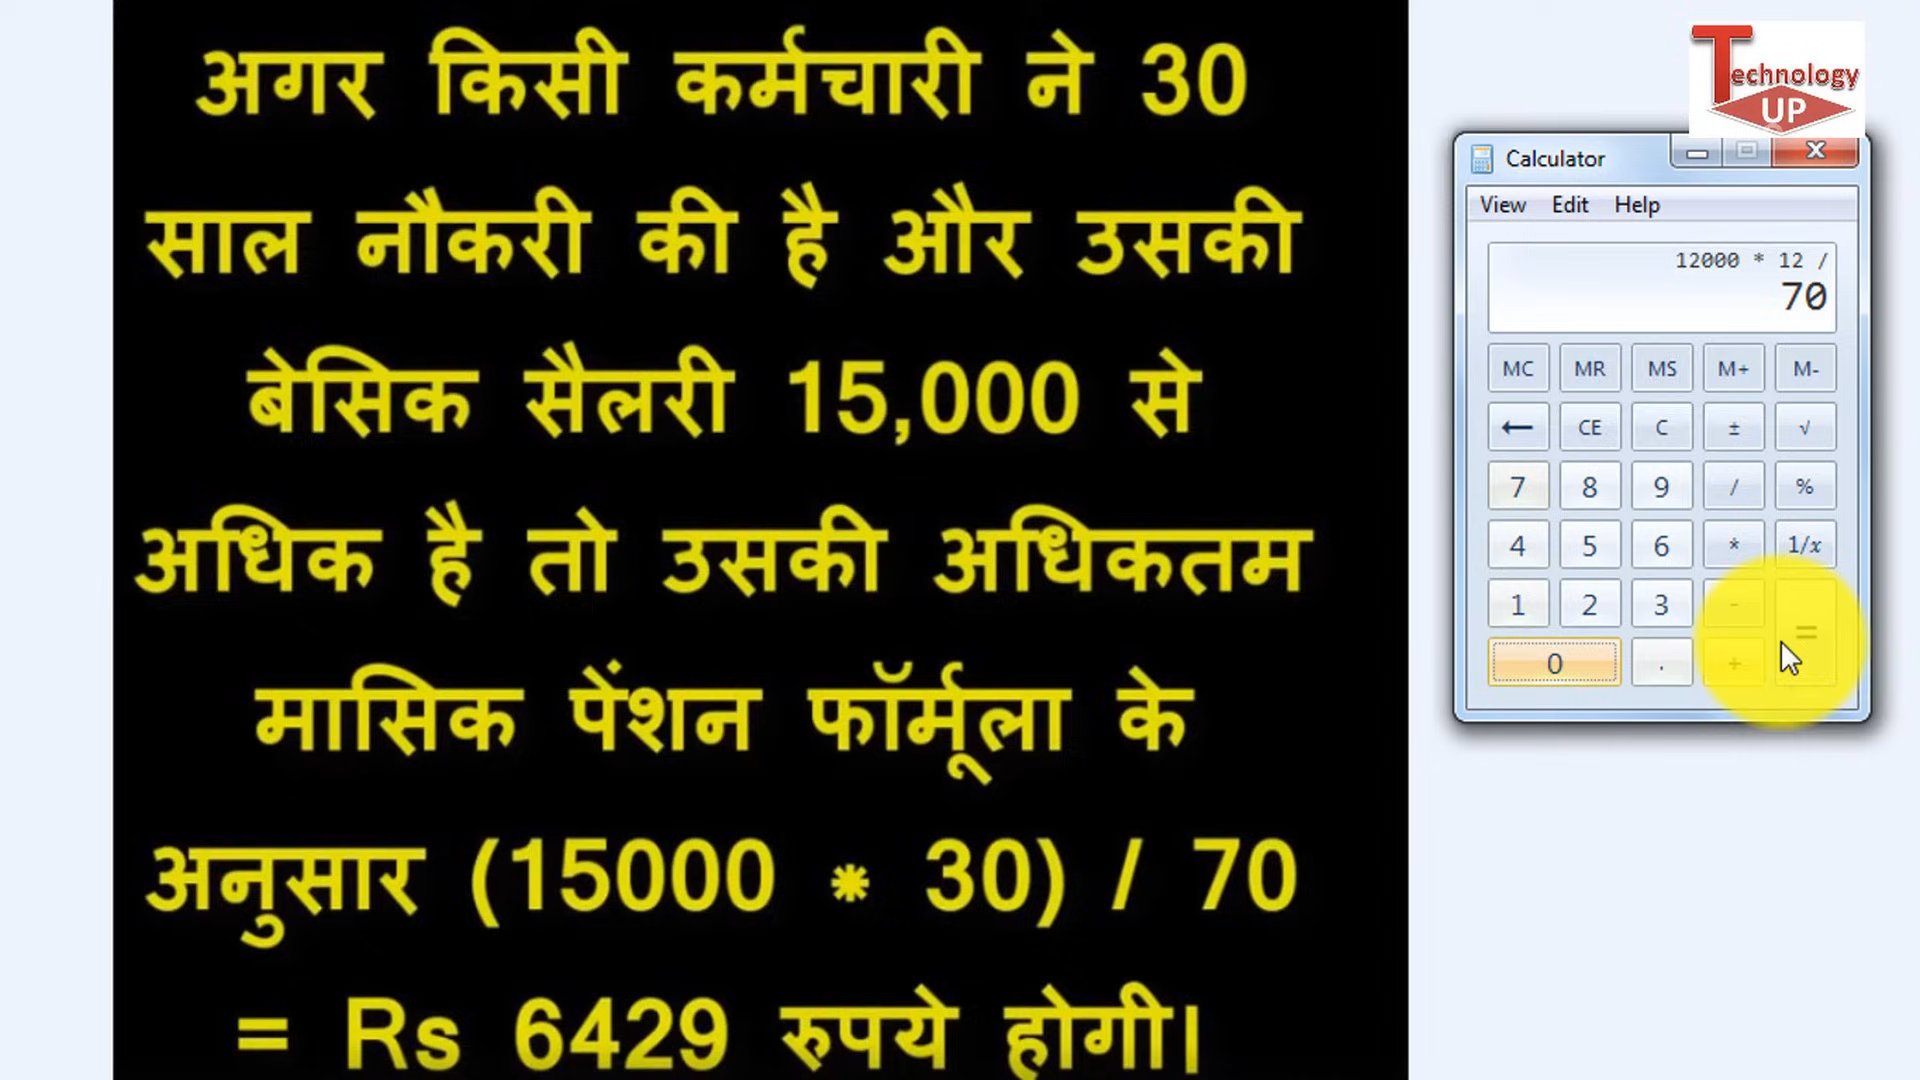 अगर किसी कर्मचारी ने 30
साल नौकरी की है और उसकी
बेसिक सैलरी 15,000 से
अधिक है तो उसकी अधिकतम
मासिक पेंशन फॉर्मूला के
अनुसार (15000 * 30) / 70
= Rs 6429 रुपये होगी।
Technology
UP
Calculator
View Edit Help
12000 * 12 /
70
MC MR MS M+ M-
← CE C ± √
7 8 9 / %
4 5 6 * 1/x
1 2 3 - =
0 . +